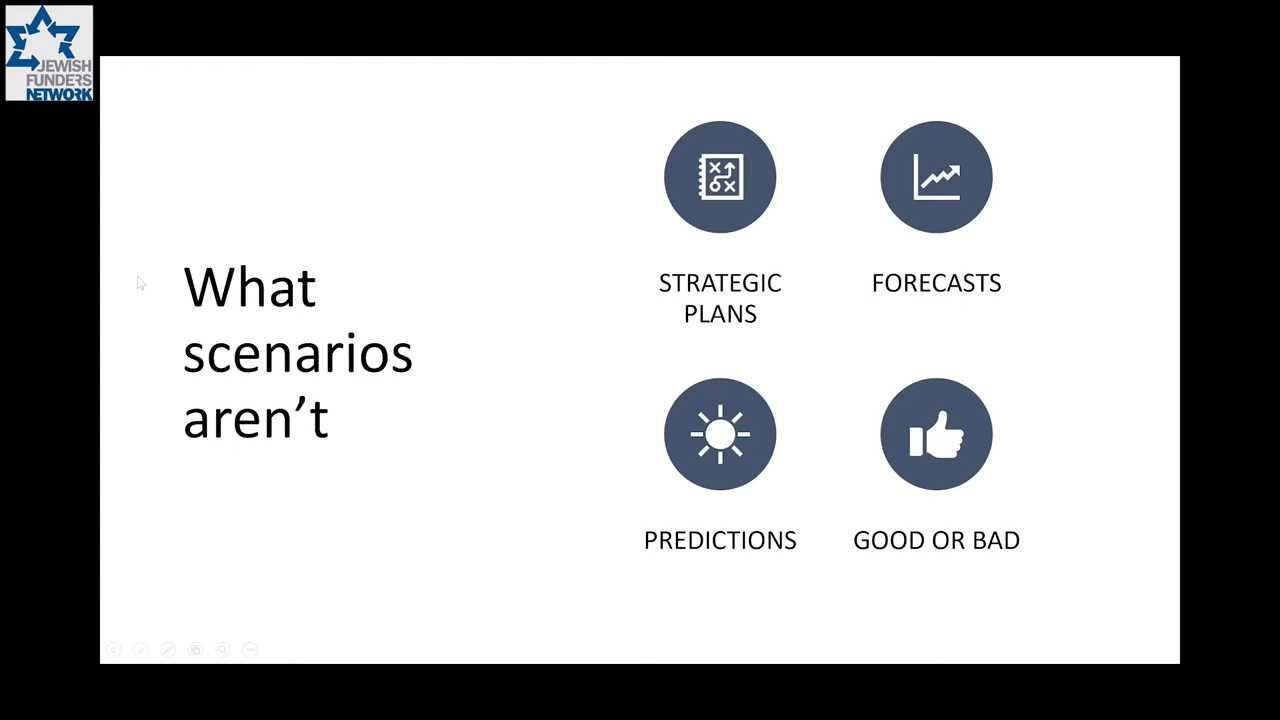 JEWISH
FUNDERS
NETWORK
What
scenarios
aren’t
STRATEGIC
PLANS
FORECASTS
PREDICTIONS
GOOD OR BAD